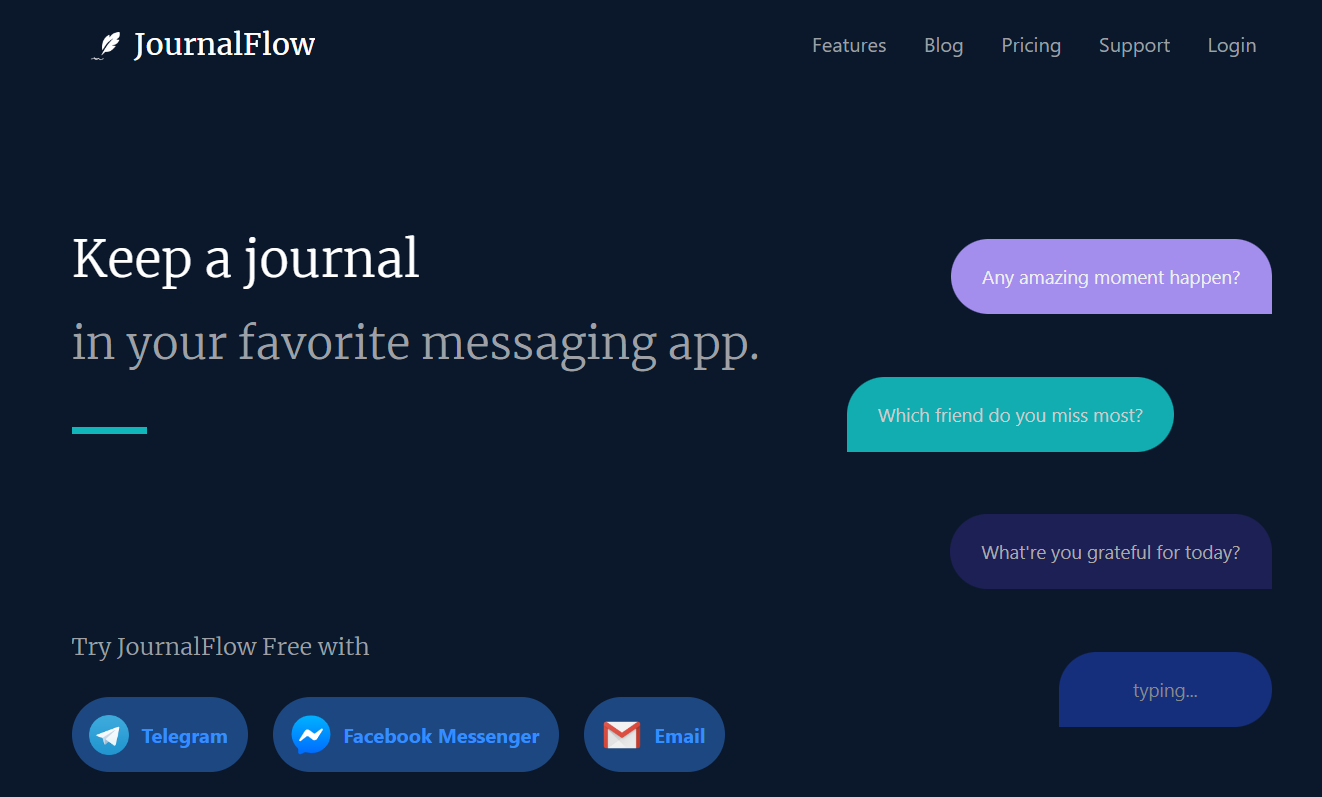 JournalFlow
Features Blog Pricing Support Login
Keep a journal
in your favorite messaging app.
Any amazing moment happen?
Which friend do you miss most?
What're you grateful for today?
typing...
Try JournalFlow Free with
Telegram Facebook Messenger Email